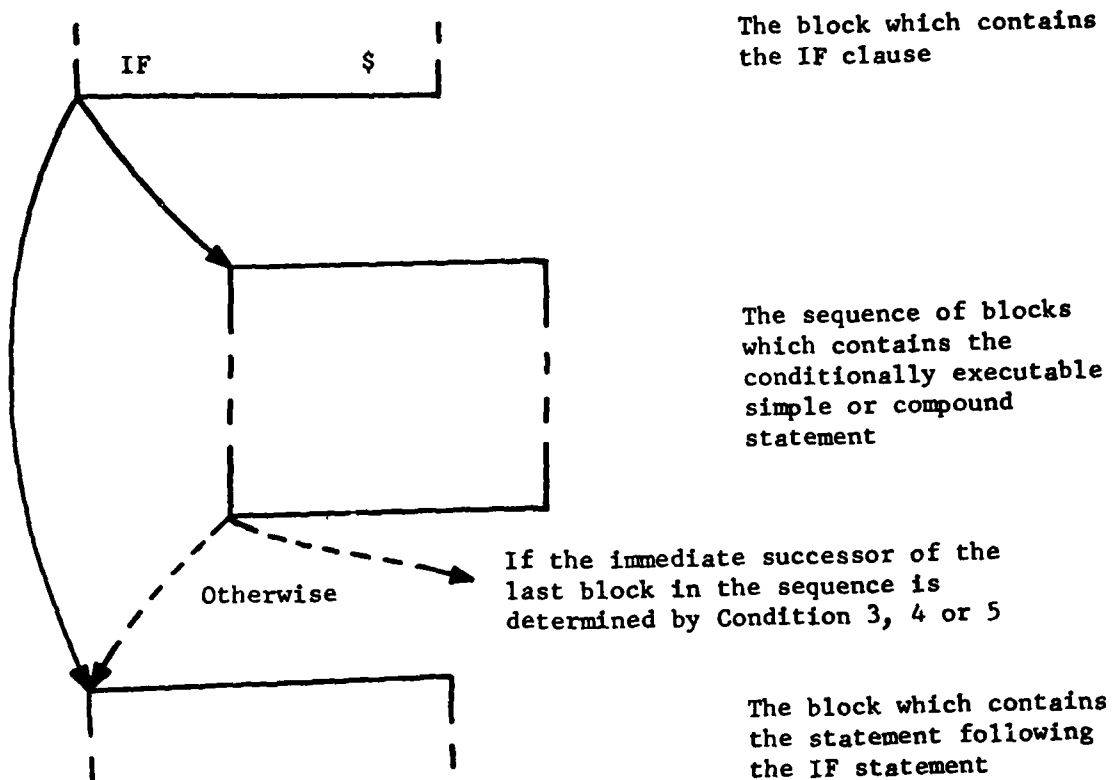 The block which contains
the IF clause
IF $
The sequence of blocks
which contains the
conditionally executable
simple or compound
statement
If the immediate successor of the
last block in the sequence is
determined by Condition 3, 4 or 5
Otherwise
The block which contains
the statement following
the IF statement